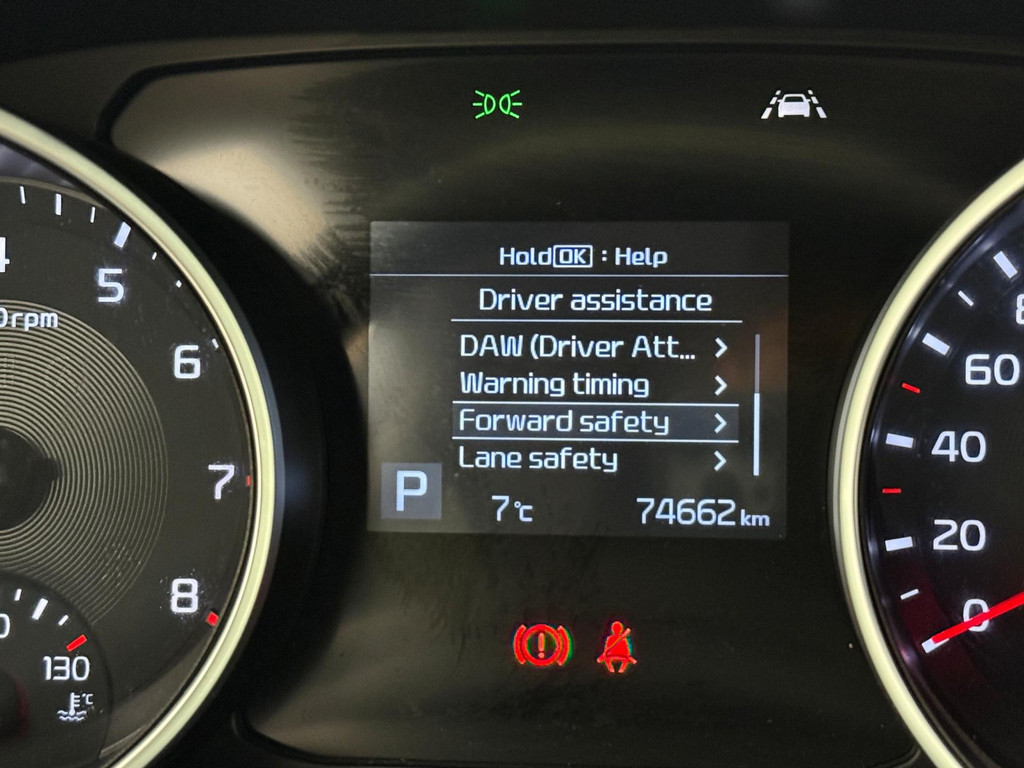 Hold OK : Help
Driver assistance
DAW (Driver Att...
Warning timing
Forward safety
Lane safety
P
7°C
74662 km
5
6
7
8
130
°C
60
40
20
0